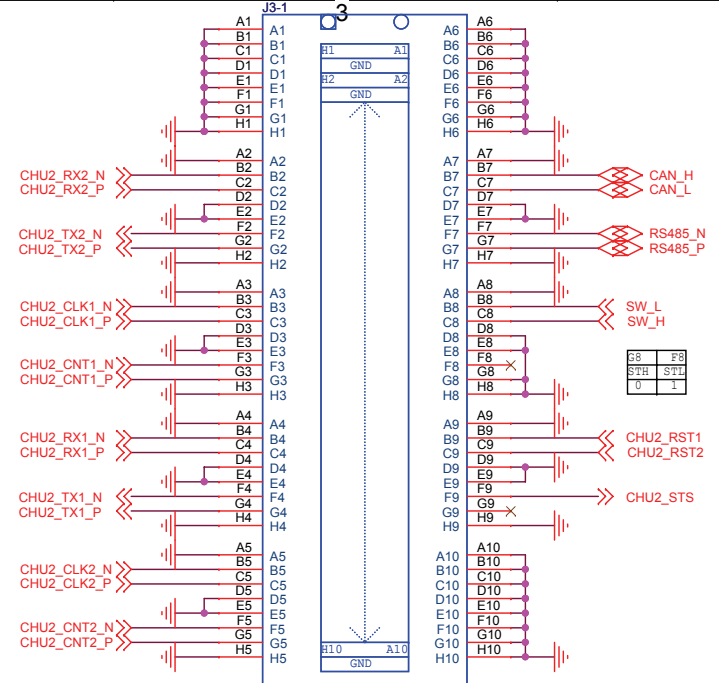 J3-1
3
A1 A1 H1 A1 A6 A6
B1 B1 GND B6 B6
C1 C1 H2 A2 C6 C6
D1 D1 GND D6 D6
E1 E1 E6 E6
F1 F1 F6 F6
G1 G1 G6 G6
H1 H1 H6 H6
A2 A2 A7 A7
CHU2_RX2_N B2 B2 B7 B7 CAN_H
CHU2_RX2_P C2 C2 C7 C7 CAN_L
D2 D2 D7 D7
E2 E2 E7 E7
CHU2_TX2_N F2 F2 F7 F7 RS485_N
CHU2_TX2_P G2 G2 G7 G7 RS485_P
H2 H2 H7 H7
A3 A3 A8 A8
CHU2_CLK1_N B3 B3 B8 B8 SW_L
CHU2_CLK1_P C3 C3 C8 C8 SW_H
D3 D3 D8 D8
E3 E3 E8 E8
CHU2_CNT1_N F3 F3 F8 F8 G8 F8
CHU2_CNT1_P G3 G3 G8 G8 STH STL
H3 H3 H8 H8 0 1
A4 A4 A9 A9
CHU2_RX1_N B4 B4 B9 B9 CHU2_RST1
CHU2_RX1_P C4 C4 C9 C9 CHU2_RST2
D4 D4 D9 D9
E4 E4 E9 E9
CHU2_TX1_N F4 F4 F9 F9 CHU2_STS
CHU2_TX1_P G4 G4 G9 G9
H4 H4 H9 H9
A5 A5 A10 A10
CHU2_CLK2_N B5 B5 B10 B10
CHU2_CLK2_P C5 C5 C10 C10
D5 D5 D10 D10
E5 E5 E10 E10
CHU2_CNT2_N F5 F5 F10 F10
CHU2_CNT2_P G5 G5 G10 G10
H5 H5 H10 A10 H10 H10
GND